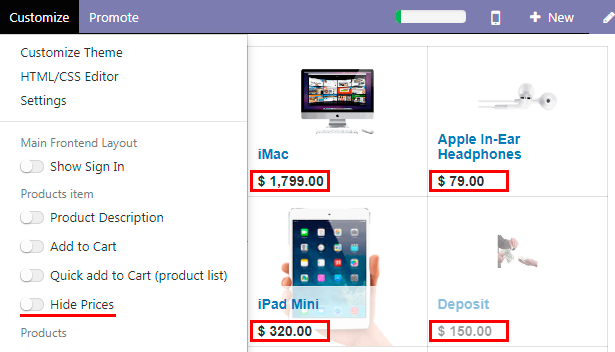 Customize Promote New
Customize Theme
HTML/CSS Editor
Settings
Main Frontend Layout
Show Sign In
Products item
Product Description
Add to Cart
Quick add to Cart (product list)
Hide Prices
Products
iMac
$ 1,799.00
Apple In-Ear
Headphones
$ 79.00
iPad Mini
$ 320.00
Deposit
$ 150.00